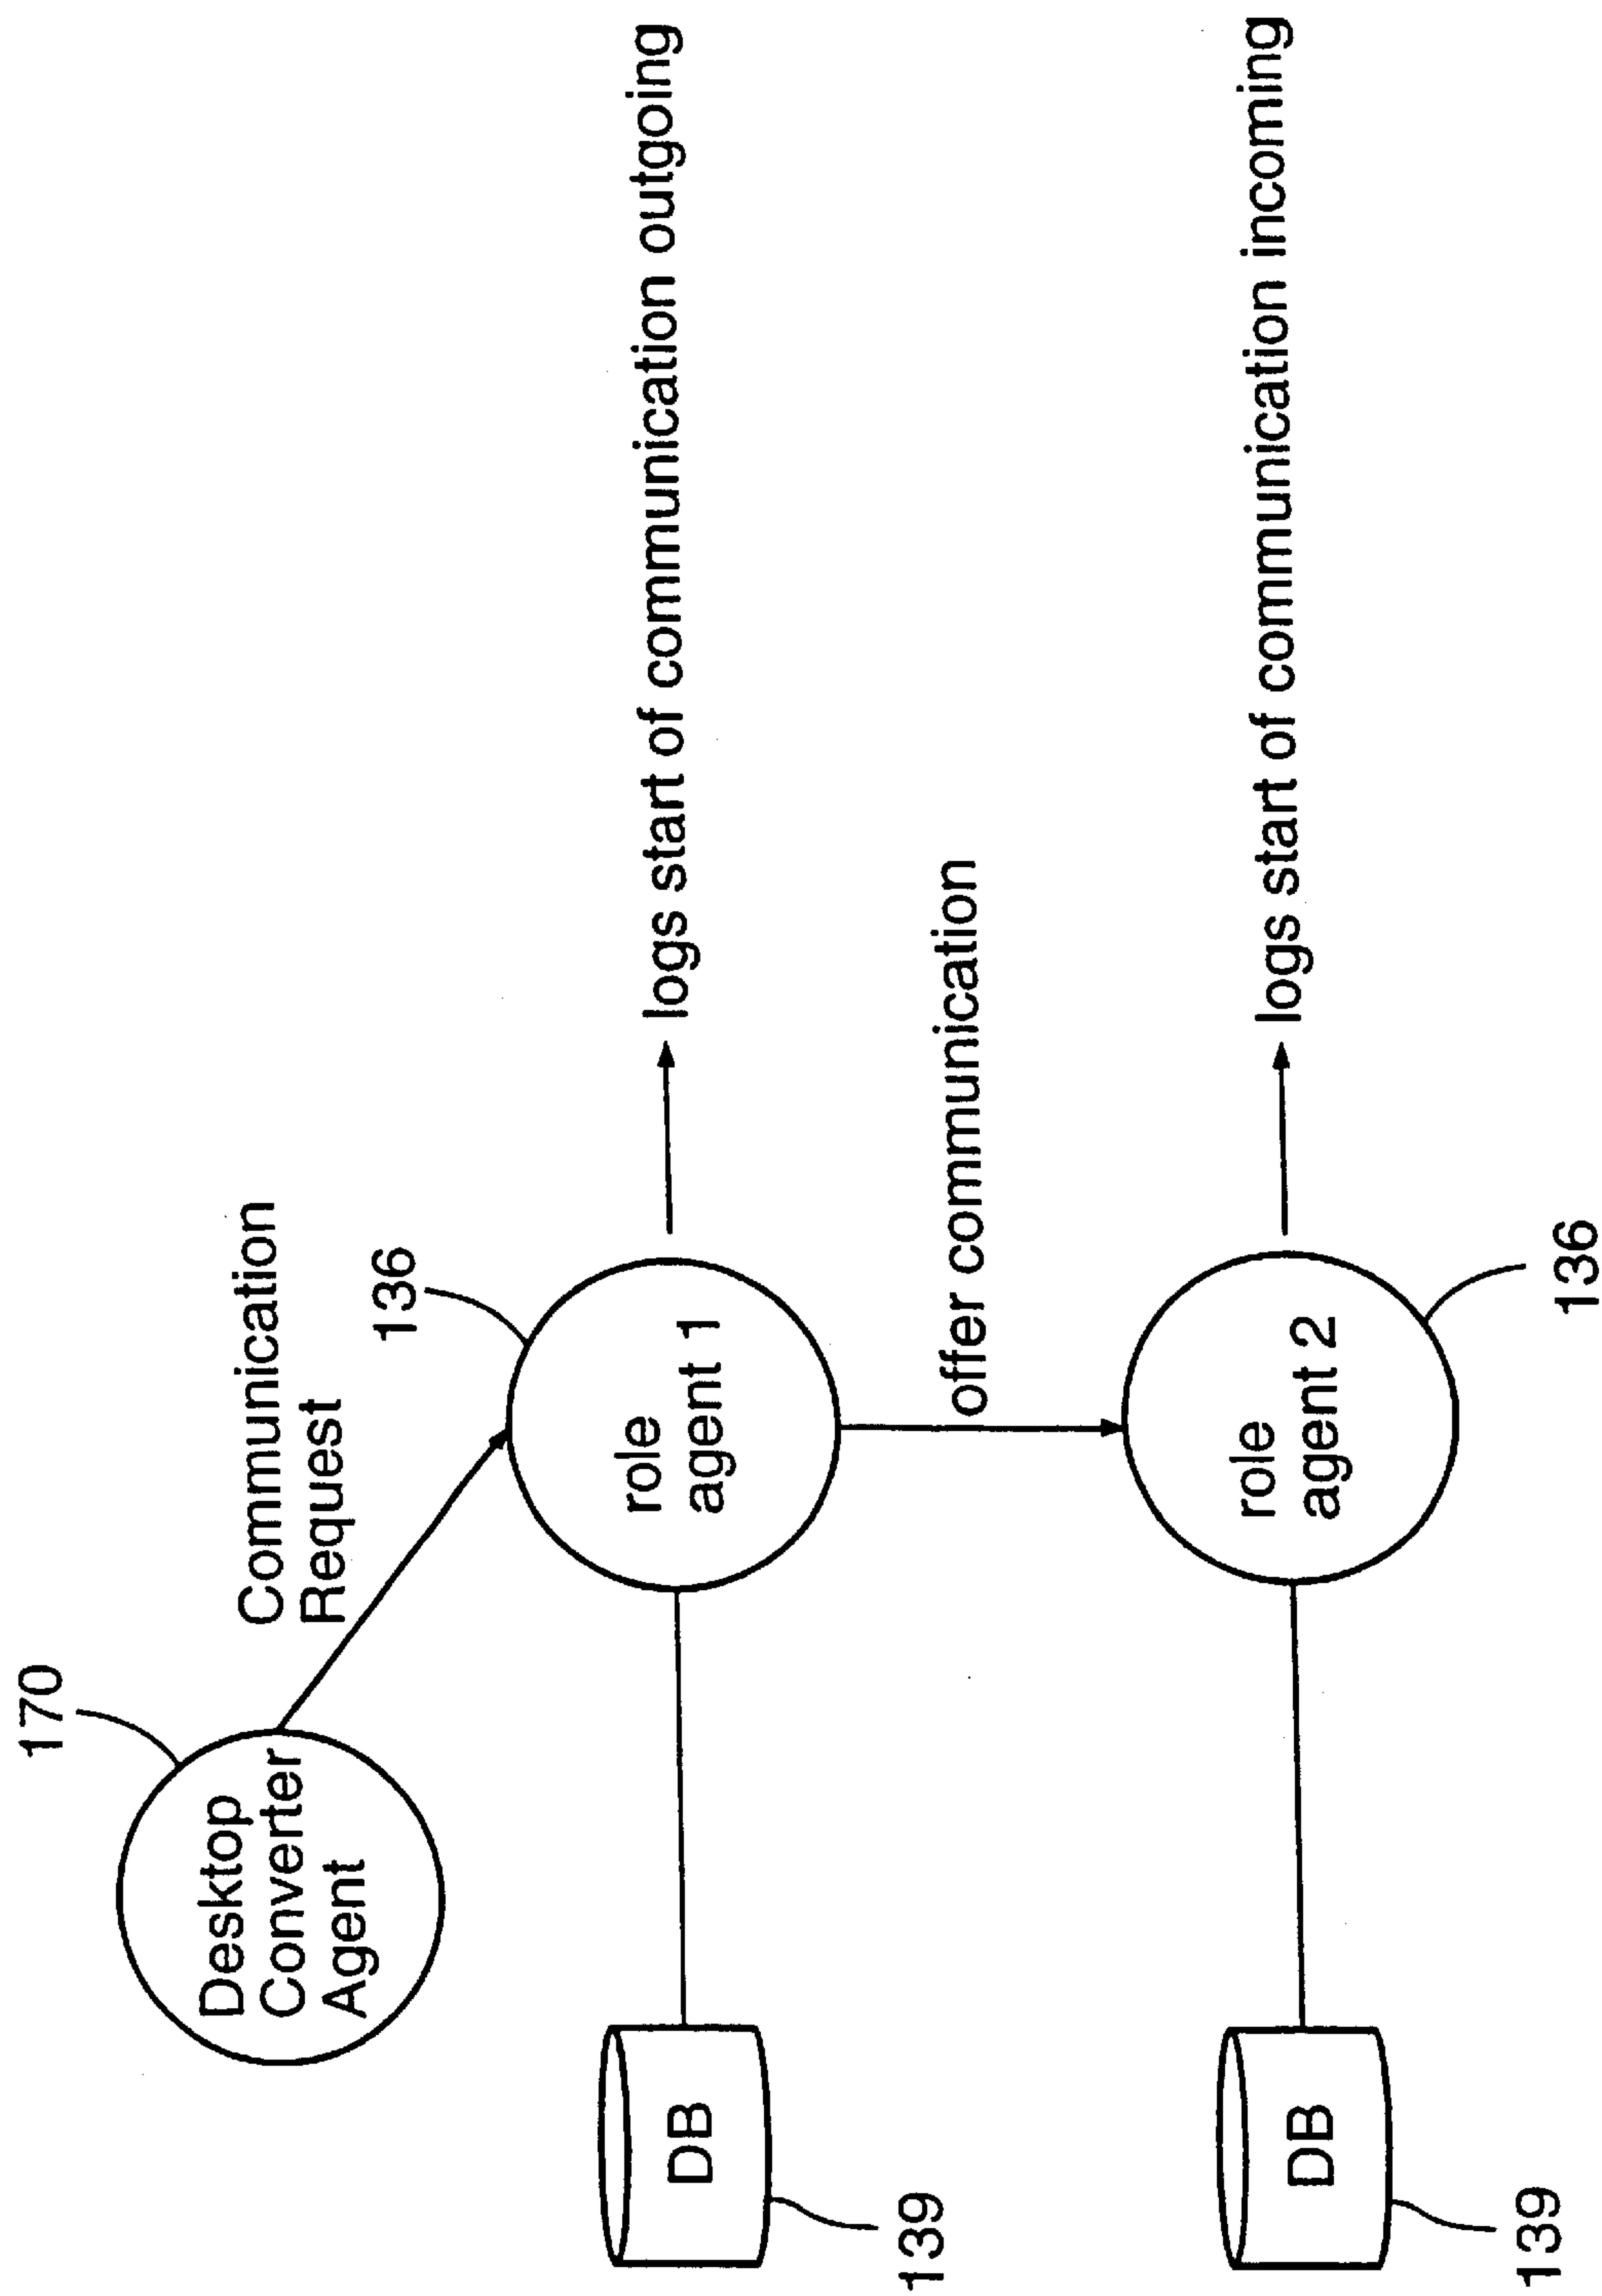 170
Desktop
Converter
Agent
Communication
Request
136
DB
139
role
agent 1
logs start of communication outgoing
offer communication
DB
139
role
agent 2
logs start of communication incoming
136